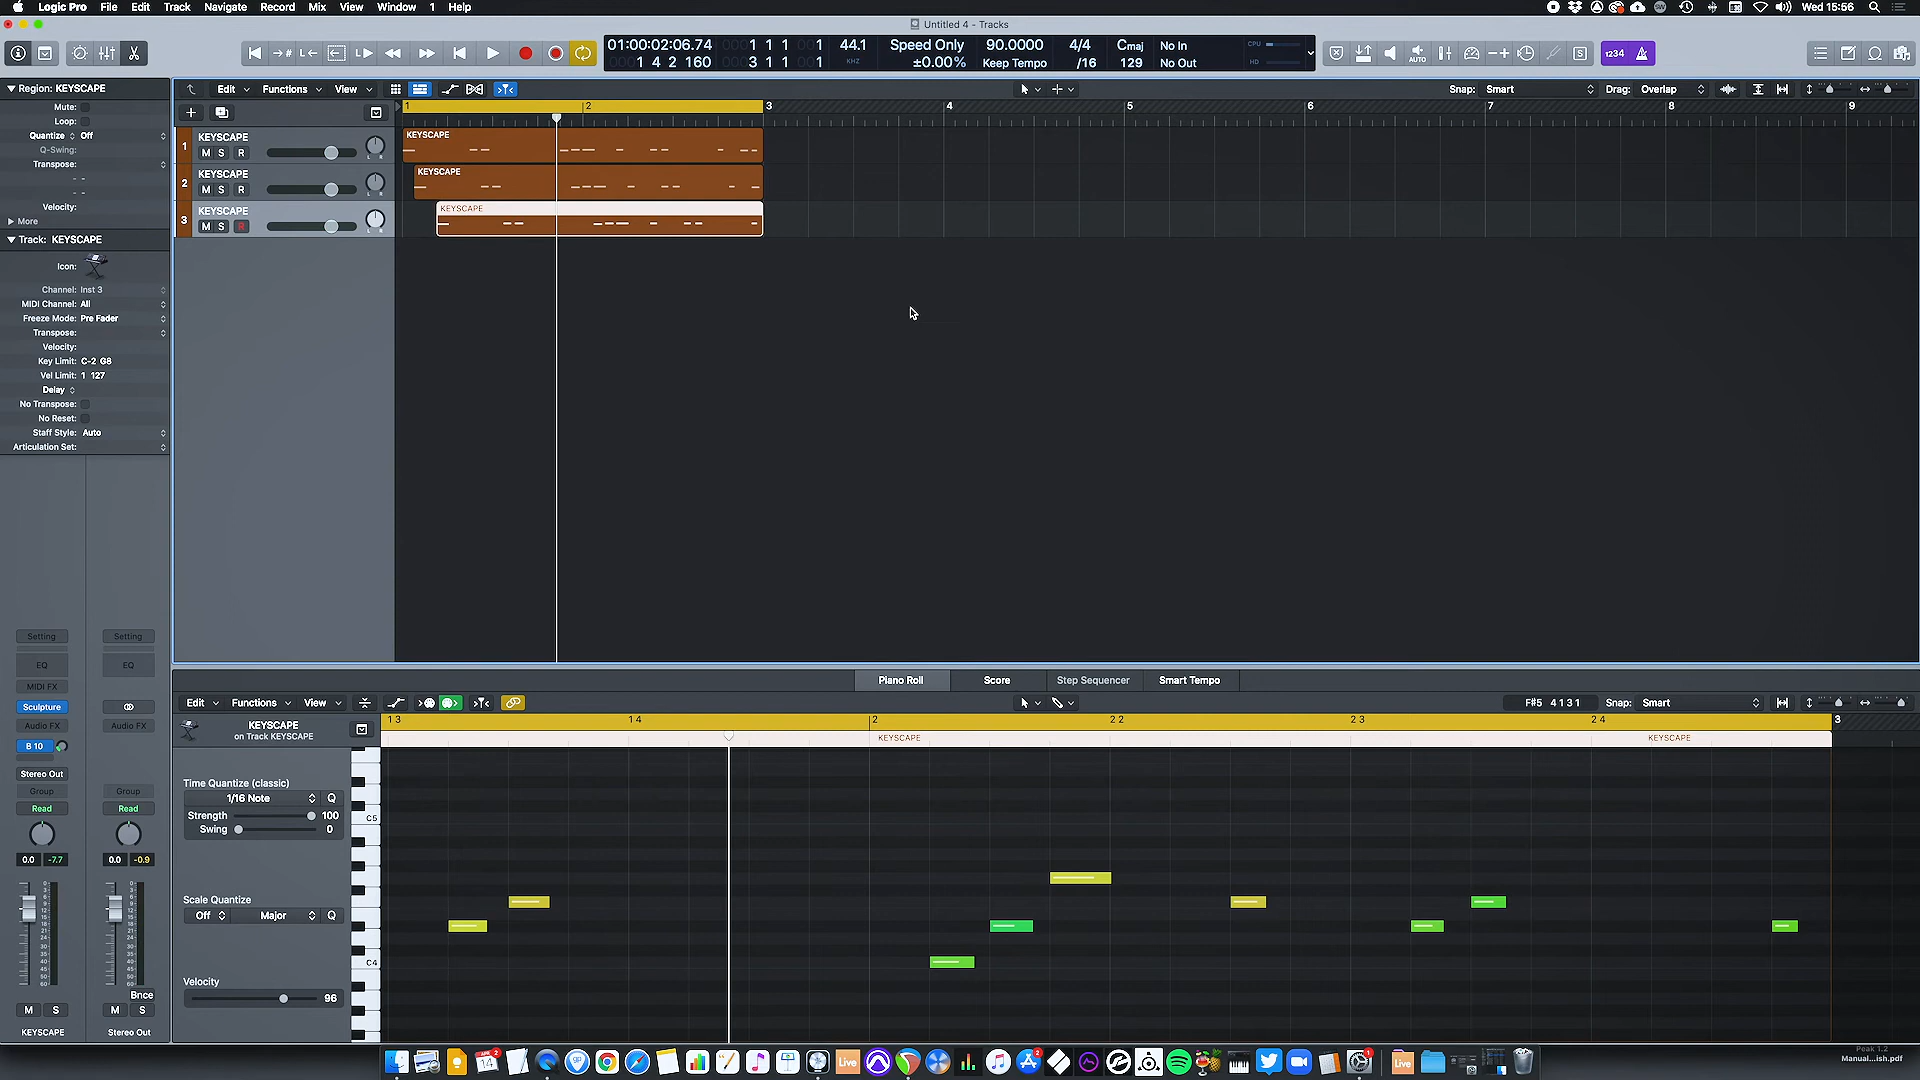 Logic Pro File Edit Track Navigate Record Mix View Window 1 Help
Wed 15:56
Untitled 4 - Tracks
01:00:02:06.74
1 4 2 160
1 1 1 1
3 1 1 1
44.1
KHZ
Speed Only
±0.00%
90.0000
Keep Tempo
4/4
/16
Cmaj
129
No In
No Out
CPU
HD
AUTO
1234
Region: KEYSCAPE
Mute:
Loop:
Quantize Off
Q-Swing:
Transpose:
Velocity:
More
Track: KEYSCAPE
Icon:
Channel: Inst 3
MIDI Channel: All
Freeze Mode: Pre Fader
Transpose:
Velocity:
Key Limit: C-2 G8
Vel Limit: 1 127
Delay
No Transpose:
No Reset:
Staff Style: Auto
Articulation Set:
Edit Functions View
Snap: Smart
Drag: Overlap
1 2 3 4 5 6 7 8 9
1 KEYSCAPE
M S R
2 KEYSCAPE
M S R
3 KEYSCAPE
M S R
KEYSCAPE
KEYSCAPE
KEYSCAPE
Setting Setting
EQ EQ
MIDI FX
Sculpture
Audio FX Audio FX
B 10
Stereo Out
Group Group
Read Read
0.0 -7.7 0.0 -0.9
Bnce
M S M S
KEYSCAPE Stereo Out
Piano Roll Score Step Sequencer Smart Tempo
Edit Functions View
F#5 4 1 3 1
Snap: Smart
KEYSCAPE
on Track KEYSCAPE
1 3 1 4 2 2 2 2 3 2 4 3
KEYSCAPE KEYSCAPE
Time Quantize (classic)
1/16 Note Q
Strength 100
Swing 0
Scale Quantize
Off Major Q
Velocity
96
C5
C4
Live
Live
Peak 1.2
Manual...ish.pdf